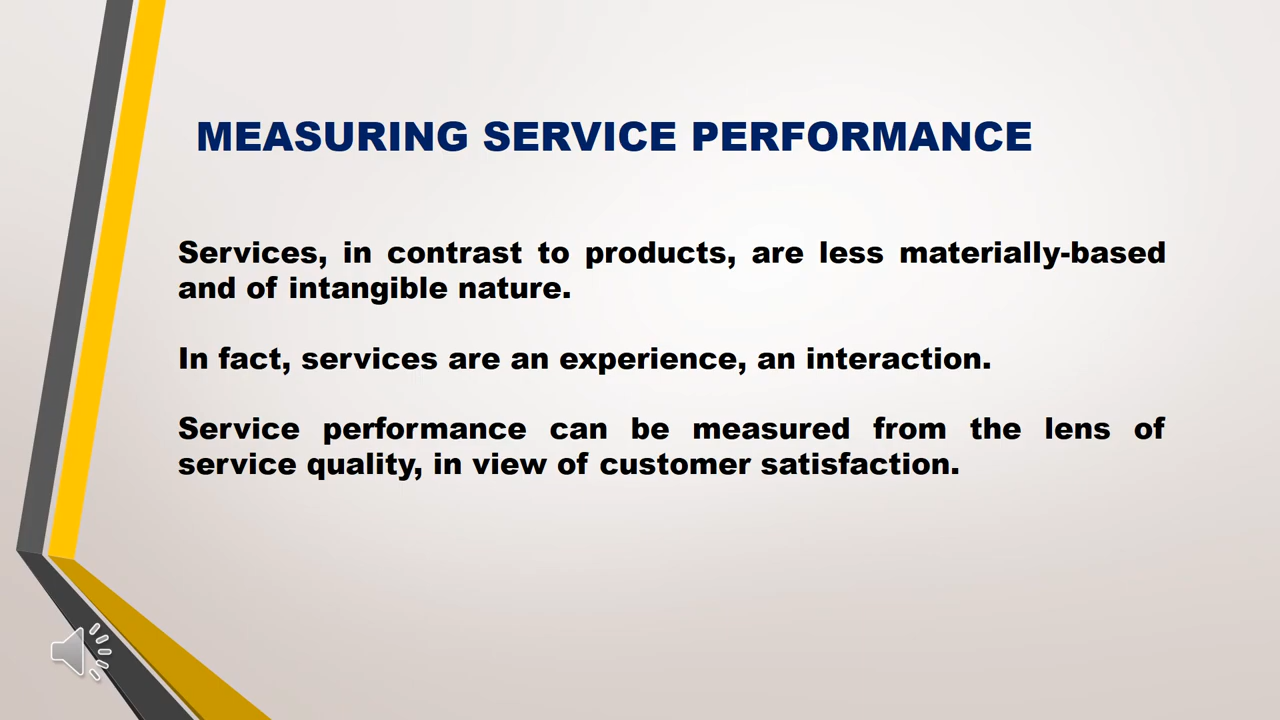 MEASURING SERVICE PERFORMANCE
Services, in contrast to products, are less materially-based
and of intangible nature.
In fact, services are an experience, an interaction.
Service performance can be measured from the lens of
service quality, in view of customer satisfaction.